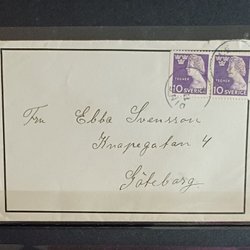 TEGNÉR TEGNÉR
10 SVERIGE 10 SVERIGE
Fru Ebba Svensson
Knapegatan 4
Göteborg.